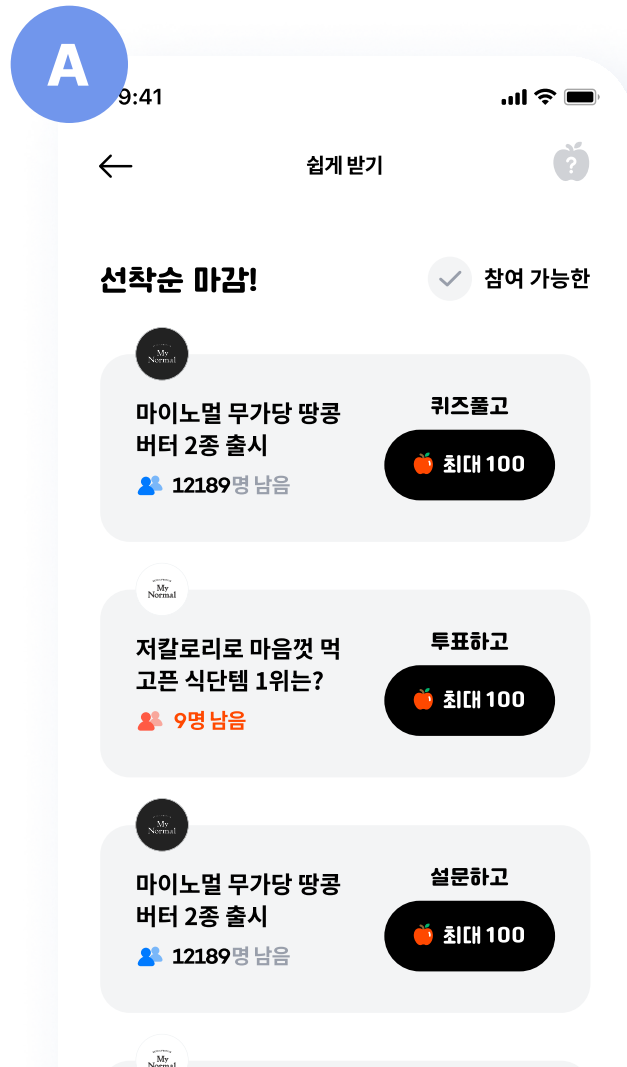 A
9:41
쉽게 받기
?
선착순 마감!
참여 가능한
My
Normal
마이노멀 무가당 땅콩
버터 2종 출시
12189명 남음
퀴즈풀고
최대 100
My
Normal
저칼로리로 마음껏 먹
고픈 식단템 1위는?
9명 남음
투표하고
최대 100
My
Normal
마이노멀 무가당 땅콩
버터 2종 출시
12189명 남음
설문하고
최대 100
My
Normal